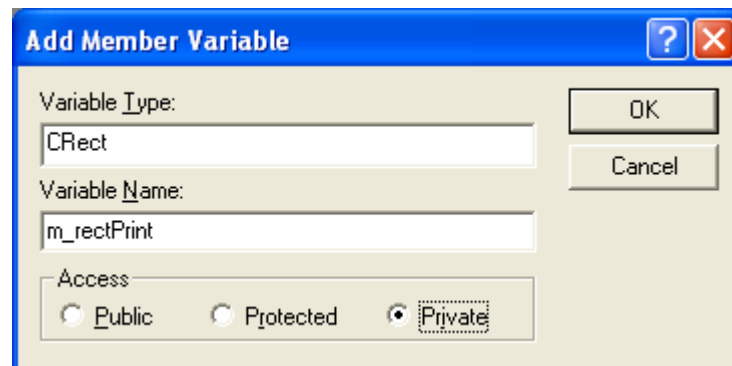 Add Member Variable
Variable Type:
OK
CRect
Cancel
Variable Name:
m_rectPrint
Access
Public Protected Private